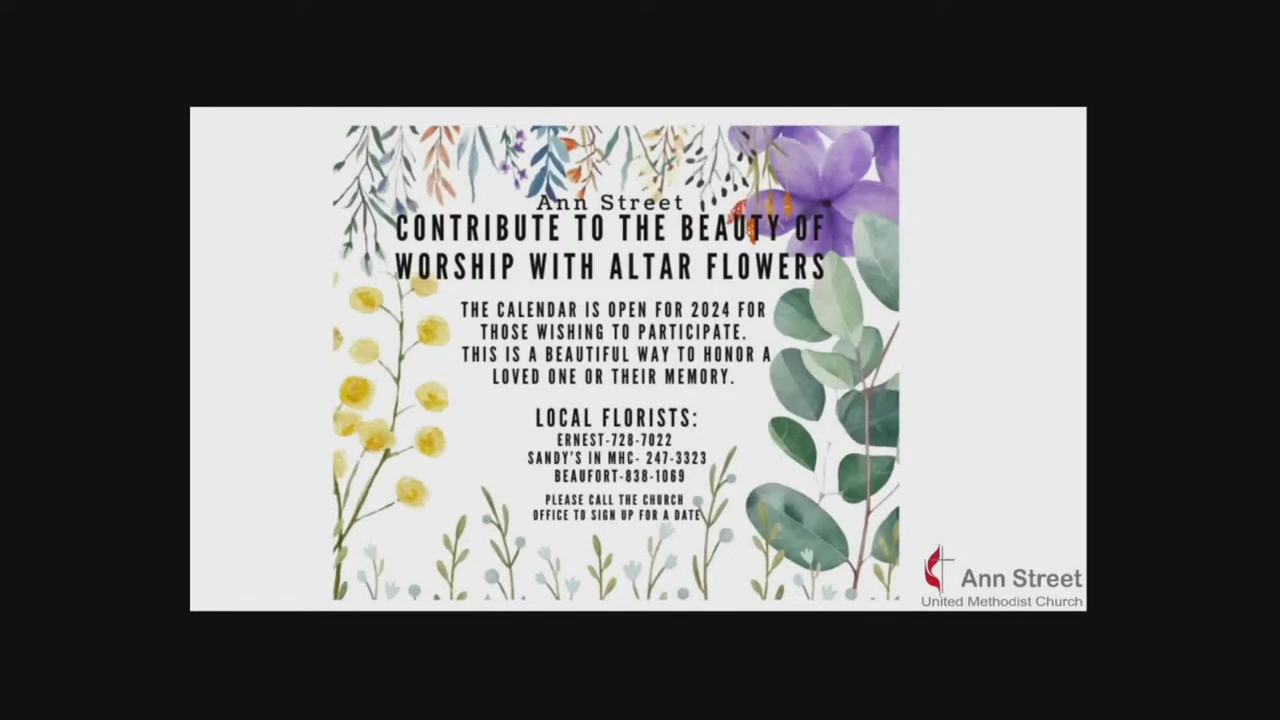 Ann Street
CONTRIBUTE TO THE BEAUTY OF
WORSHIP WITH ALTAR FLOWERS
THE CALENDAR IS OPEN FOR 2024 FOR
THOSE WISHING TO PARTICIPATE.
THIS IS A BEAUTIFUL WAY TO HONOR A
LOVED ONE OR THEIR MEMORY.
LOCAL FLORISTS:
ERNEST-728-7022
SANDY'S IN MHC- 247-3323
BEAUFORT-838-1069
PLEASE CALL THE CHURCH
OFFICE TO SIGN UP FOR A DATE
Ann Street
United Methodist Church